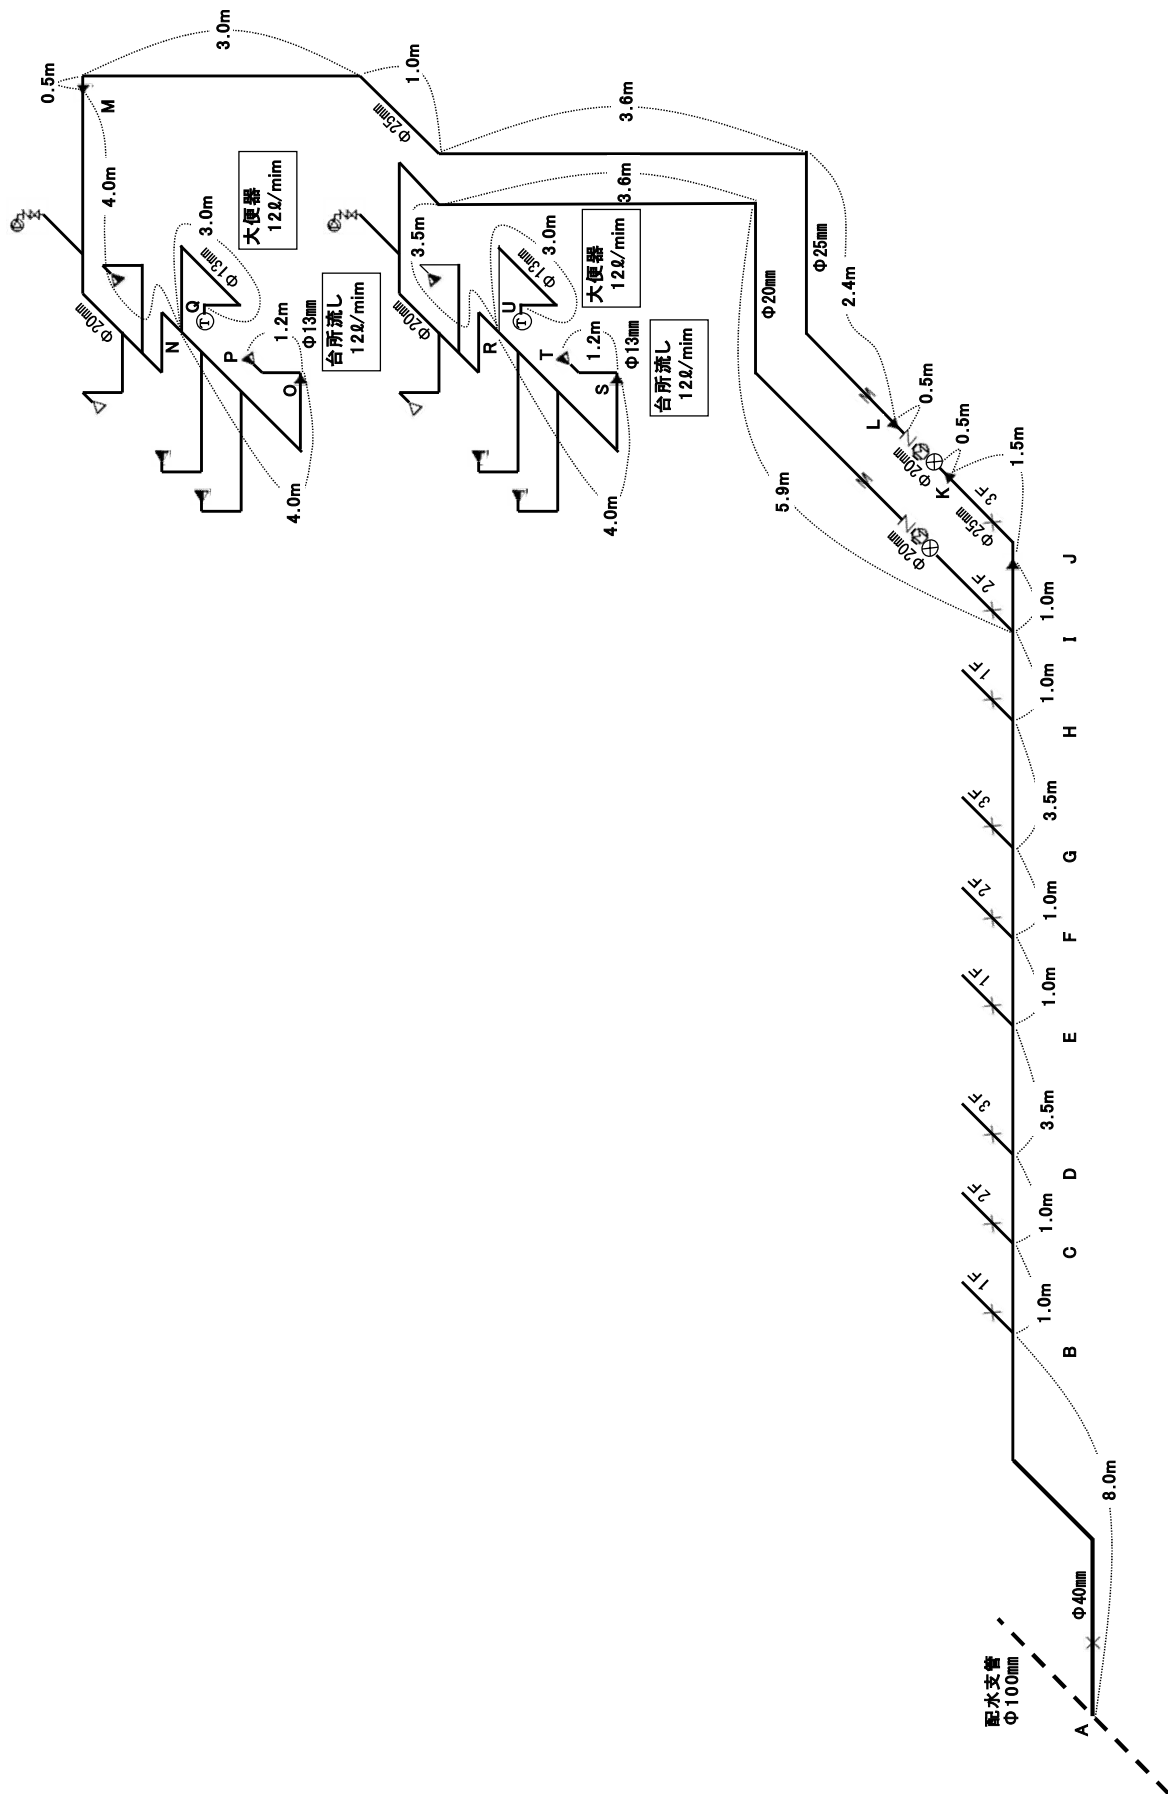 3.0m
0.5m
M
1.0m
Φ25mm
4.0m
3.6m
大便器
12ℓ/mim
3.0m
Φ13mm
Φ20mm
Q
T
N
P
1.2m
Φ13mm
台所流し
12ℓ/mim
O
4.0m
3.6m
3.5m
大便器
12ℓ/mim
3.0m
Φ13mm
Φ20mm
U
T
R
T
1.2m
Φ13mm
台所流し
12ℓ/mim
S
4.0m
Φ25mm
Φ20mm
2.4m
M
M
L
0.5m
N
Φ20mm
0.5m
K
N
Φ20mm
5.9m
3F
Φ25mm
1.5m
2F
J
1.0m
I
1F
1.0m
H
3F
3.5m
G
2F
1.0m
F
1F
1.0m
E
3F
3.5m
D
2F
1.0m
C
1F
1.0m
B
8.0m
Φ40mm
配水支管
Φ100mm
A